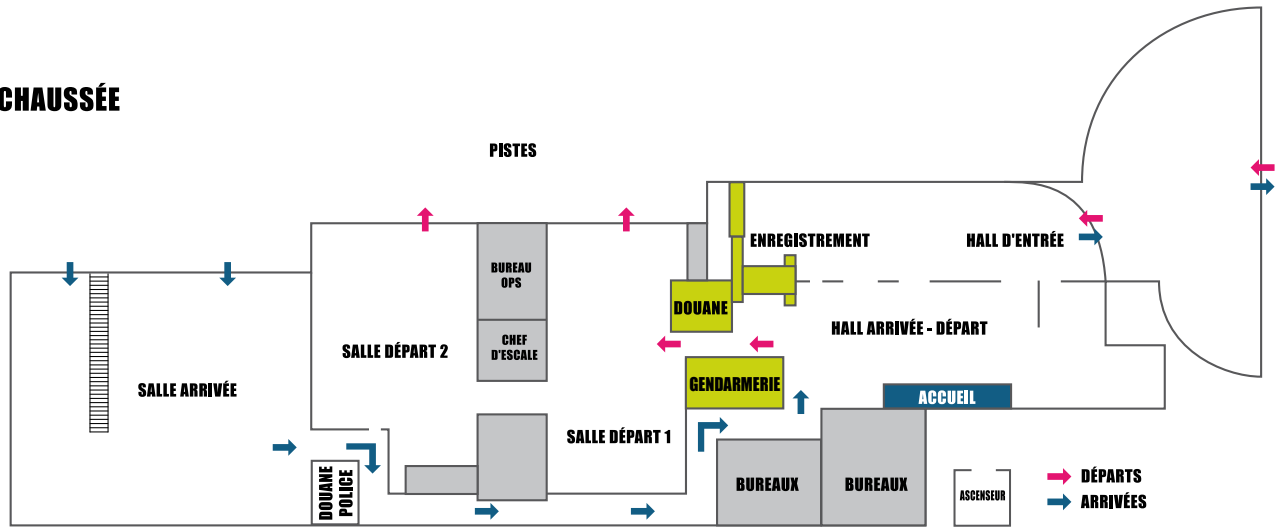 CHAUSSÉE
PISTES
ENREGISTREMENT
HALL D'ENTRÉE
BUREAU
OPS
DOUANE
HALL ARRIVÉE - DÉPART
CHEF
D'ESCALE
SALLE DÉPART 2
SALLE ARRIVÉE
GENDARMERIE
ACCUEIL
SALLE DÉPART 1
DOUANE
POLICE
BUREAUX
BUREAUX
ASCENSEUR
DÉPARTS
ARRIVÉES